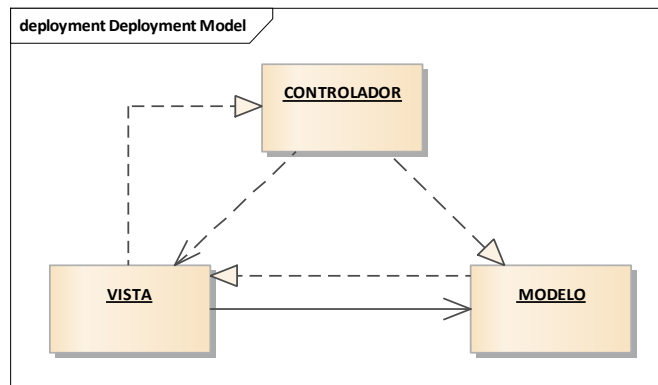 deployment Deployment Model
CONTROLADOR
VISTA
MODELO